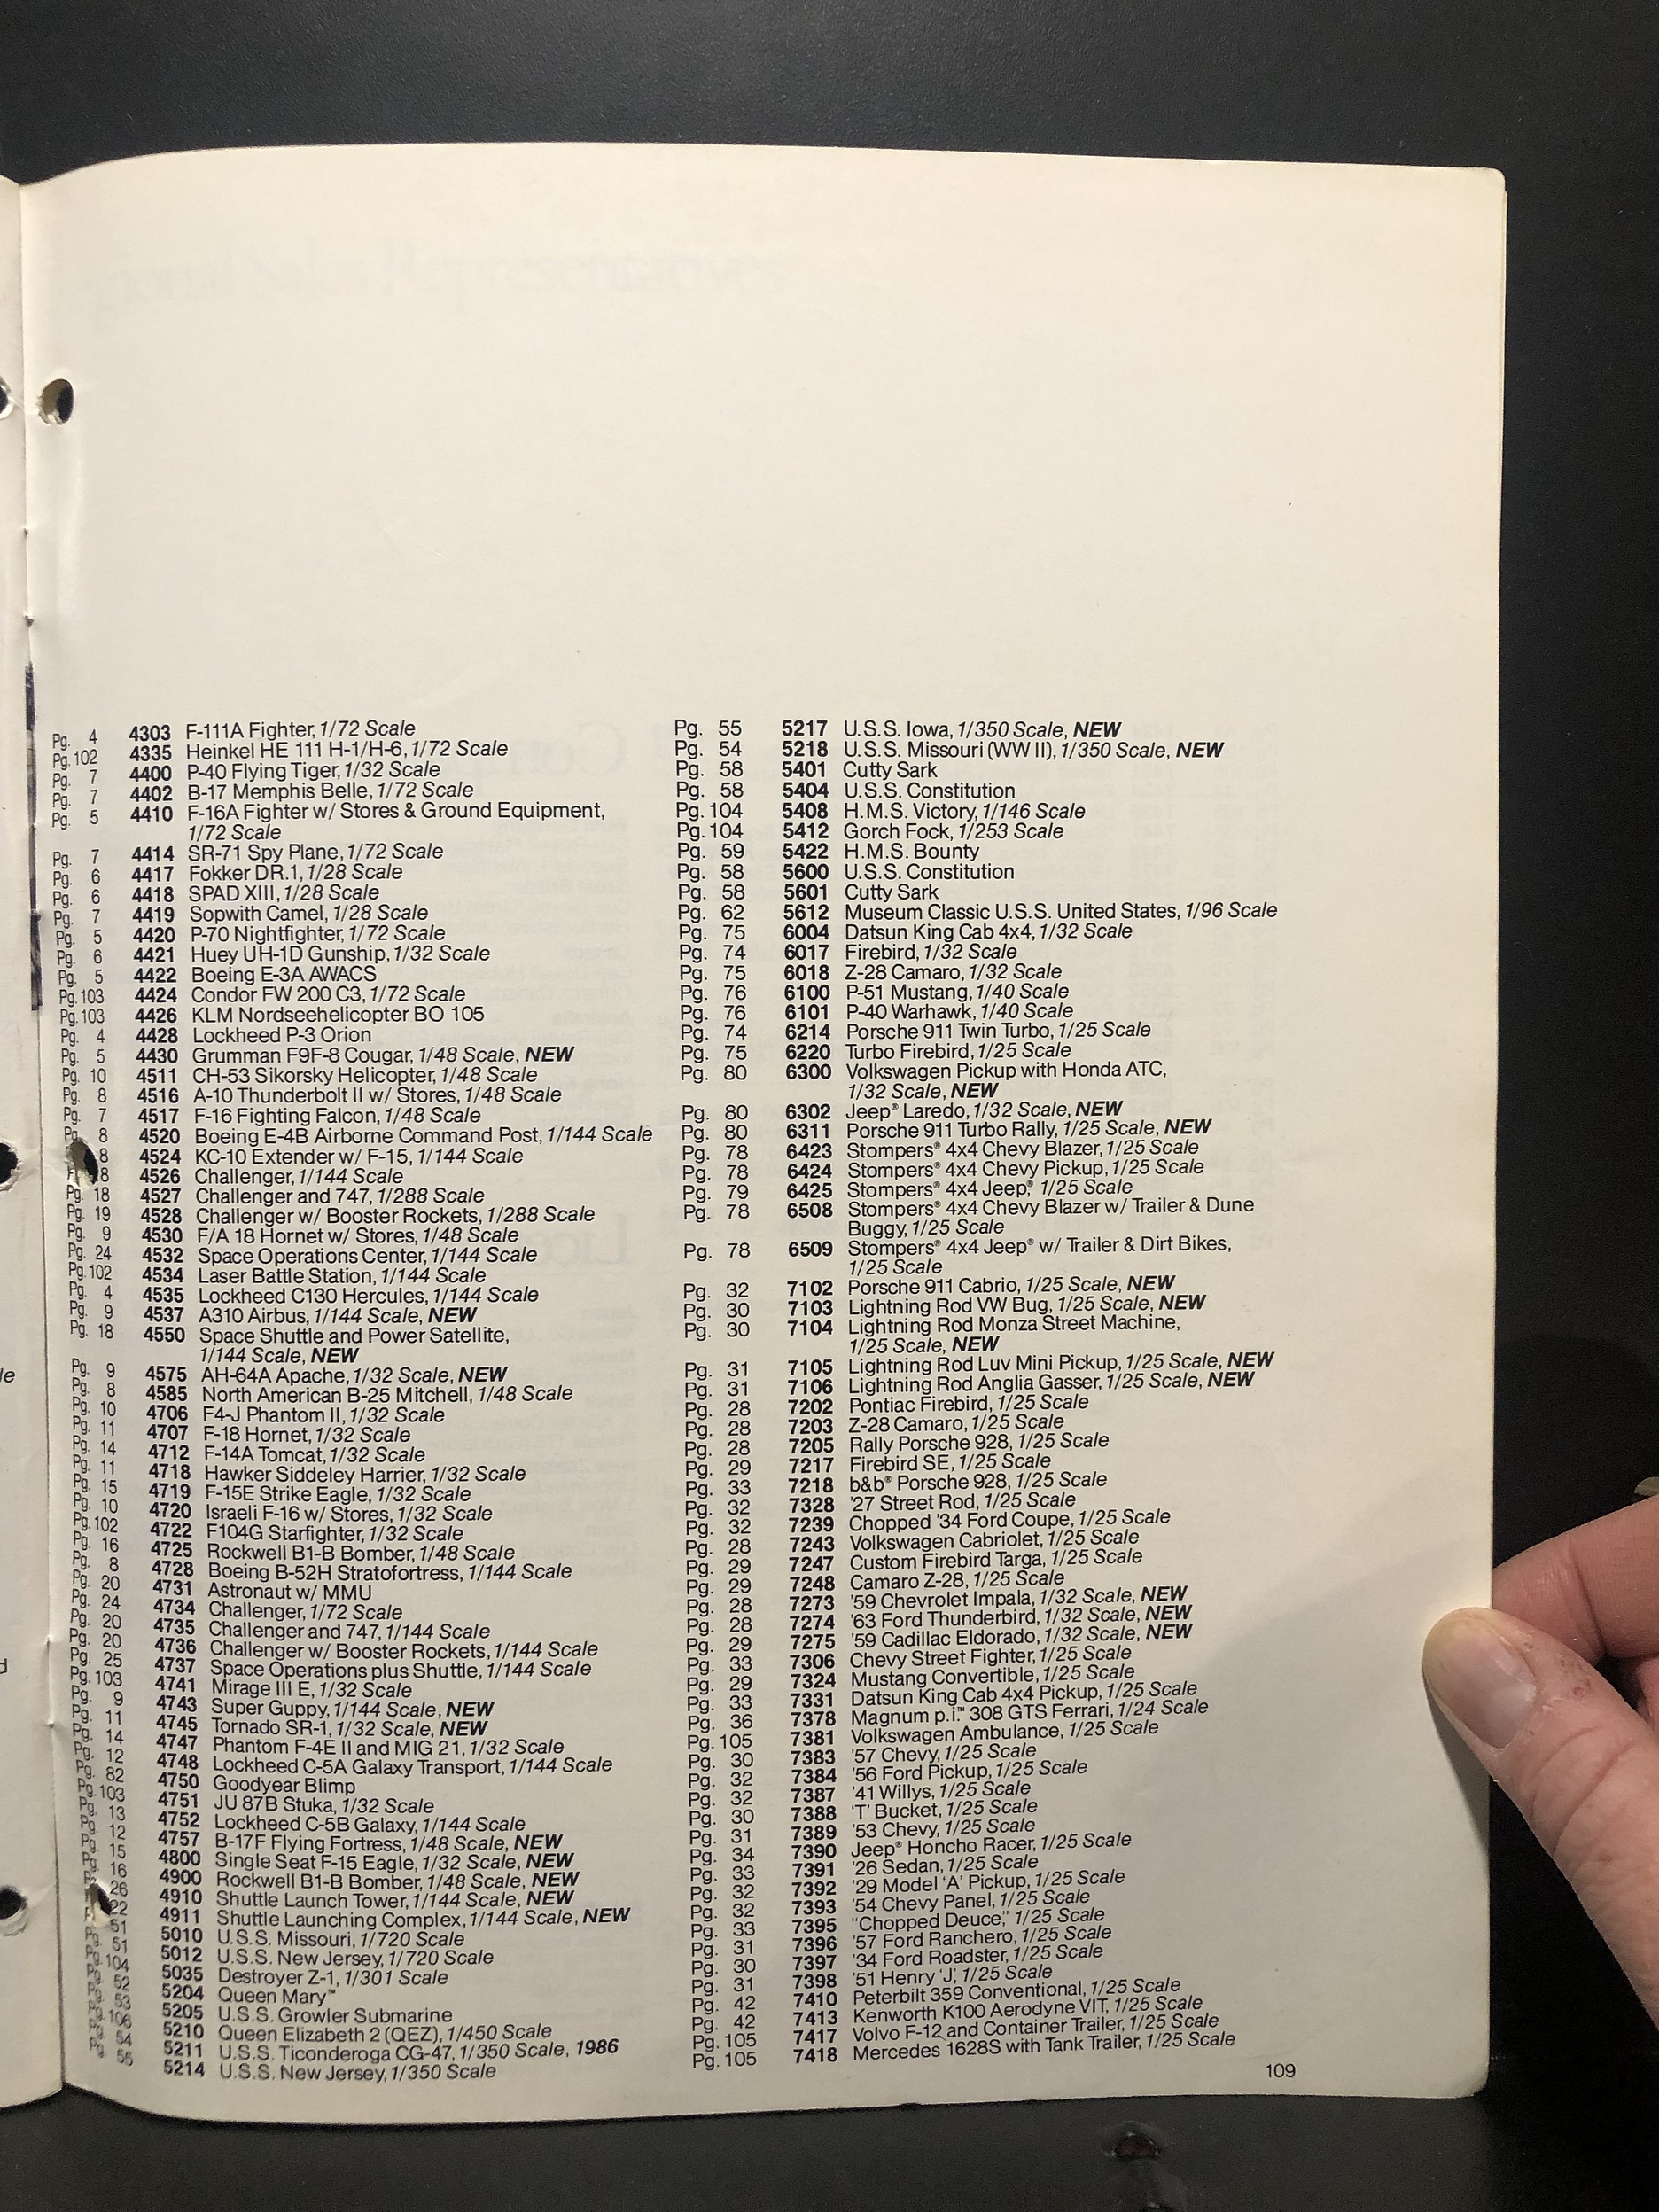 Pg. 4 4303 F-111A Fighter, 1/72 Scale
Pg. 102 4335 Heinkel HE 111 H-1/H-6, 1/72 Scale
Pg. 7 4400 P-40 Flying Tiger, 1/32 Scale
Pg. 7 4402 B-17 Memphis Belle, 1/72 Scale
Pg. 5 4410 F-16A Fighter w/ Stores & Ground Equipment,
1/72 Scale
Pg. 7 4414 SR-71 Spy Plane, 1/72 Scale
Pg. 6 4417 Fokker DR.1, 1/28 Scale
Pg. 6 4418 SPAD XIII, 1/28 Scale
Pg. 7 4419 Sopwith Camel, 1/28 Scale
Pg. 5 4420 P-70 Nightfighter, 1/72 Scale
Pg. 6 4421 Huey UH-1D Gunship, 1/32 Scale
Pg. 5 4422 Boeing E-3A AWACS
Pg. 103 4424 Condor FW 200 C3, 1/72 Scale
Pg. 103 4426 KLM Nordseehelicopter BO 105
Pg. 4 4428 Lockheed P-3 Orion
Pg. 5 4430 Grumman F9F-8 Cougar, 1/48 Scale, NEW
Pg. 10 4511 CH-53 Sikorsky Helicopter, 1/48 Scale
Pg. 8 4516 A-10 Thunderbolt II w/ Stores, 1/48 Scale
Pg. 7 4517 F-16 Fighting Falcon, 1/48 Scale
Pg. 8 4520 Boeing E-4B Airborne Command Post, 1/144 Scale
8 4524 KC-10 Extender w/ F-15, 1/144 Scale
8 4526 Challenger, 1/144 Scale
Pg. 18 4527 Challenger and 747, 1/288 Scale
Pg. 19 4528 Challenger w/ Booster Rockets, 1/288 Scale
Pg. 9 4530 F/A 18 Hornet w/ Stores, 1/48 Scale
Pg. 24 4532 Space Operations Center, 1/144 Scale
Pg. 102 4534 Laser Battle Station, 1/144 Scale
Pg. 4 4535 Lockheed C130 Hercules, 1/144 Scale
Pg. 9 4537 A310 Airbus, 1/144 Scale, NEW
Pg. 18 4550 Space Shuttle and Power Satellite,
1/144 Scale, NEW
Pg. 9 4575 AH-64A Apache, 1/32 Scale, NEW
Pg. 8 4585 North American B-25 Mitchell, 1/48 Scale
Pg. 10 4706 F4-J Phantom II, 1/32 Scale
Pg. 11 4707 F-18 Hornet, 1/32 Scale
Pg. 14 4712 F-14A Tomcat, 1/32 Scale
Pg. 11 4718 Hawker Siddeley Harrier, 1/32 Scale
Pg. 15 4719 F-15E Strike Eagle, 1/32 Scale
Pg. 10 4720 Israeli F-16 w/ Stores, 1/32 Scale
Pg. 102 4722 F104G Starfighter, 1/32 Scale
Pg. 16 4725 Rockwell B1-B Bomber, 1/48 Scale
Pg. 8 4728 Boeing B-52H Stratofortress, 1/144 Scale
Pg. 20 4731 Astronaut w/ MMU
Pg. 24 4734 Challenger, 1/72 Scale
Pg. 20 4735 Challenger and 747, 1/144 Scale
Pg. 20 4736 Challenger w/ Booster Rockets, 1/144 Scale
Pg. 25 4737 Space Operations plus Shuttle, 1/144 Scale
Pg. 103 4741 Mirage III E, 1/32 Scale
Pg. 9 4743 Super Guppy, 1/144 Scale, NEW
Pg. 11 4745 Tornado SR-1, 1/32 Scale, NEW
Pg. 14 4747 Phantom F-4E II and MIG 21, 1/32 Scale
Pg. 12 4748 Lockheed C-5A Galaxy Transport, 1/144 Scale
Pg. 82 4750 Goodyear Blimp
Pg. 103 4751 JU 87B Stuka, 1/32 Scale
Pg. 13 4752 Lockheed C-5B Galaxy, 1/144 Scale
Pg. 12 4757 B-17F Flying Fortress, 1/48 Scale, NEW
Pg. 15 4800 Single Seat F-15 Eagle, 1/32 Scale, NEW
Pg. 16 4900 Rockwell B1-B Bomber, 1/48 Scale, NEW
26 4910 Shuttle Launch Tower, 1/144 Scale, NEW
22 4911 Shuttle Launching Complex, 1/144 Scale, NEW
Pg. 51 5010 U.S.S. Missouri, 1/720 Scale
Pg. 51 5012 U.S.S. New Jersey, 1/720 Scale
Pg. 104 5035 Destroyer Z-1, 1/301 Scale
Pg. 52 5204 Queen Mary™
Pg. 53 5205 U.S.S. Growler Submarine
Pg. 106 5210 Queen Elizabeth 2 (QEZ), 1/450 Scale
Pg. 54 5211 U.S.S. Ticonderoga CG-47, 1/350 Scale, 1986
Pg. 55 5214 U.S.S. New Jersey, 1/350 Scale
Pg. 55 5217 U.S.S. Iowa, 1/350 Scale, NEW
Pg. 54 5218 U.S.S. Missouri (WW II), 1/350 Scale, NEW
Pg. 58 5401 Cutty Sark
Pg. 58 5404 U.S.S. Constitution
Pg. 104 5408 H.M.S. Victory, 1/146 Scale
Pg. 104 5412 Gorch Fock, 1/253 Scale
Pg. 59 5422 H.M.S. Bounty
Pg. 58 5600 U.S.S. Constitution
Pg. 58 5601 Cutty Sark
Pg. 62 5612 Museum Classic U.S.S. United States, 1/96 Scale
Pg. 75 6004 Datsun King Cab 4x4, 1/32 Scale
Pg. 74 6017 Firebird, 1/32 Scale
Pg. 75 6018 Z-28 Camaro, 1/32 Scale
Pg. 76 6100 P-51 Mustang, 1/40 Scale
Pg. 76 6101 P-40 Warhawk, 1/40 Scale
Pg. 74 6214 Porsche 911 Twin Turbo, 1/25 Scale
Pg. 75 6220 Turbo Firebird, 1/25 Scale
Pg. 80 6300 Volkswagen Pickup with Honda ATC,
1/32 Scale, NEW
Pg. 80 6302 Jeep® Laredo, 1/32 Scale, NEW
Pg. 80 6311 Porsche 911 Turbo Rally, 1/25 Scale, NEW
Pg. 78 6423 Stompers® 4x4 Chevy Blazer, 1/25 Scale
Pg. 78 6424 Stompers® 4x4 Chevy Pickup, 1/25 Scale
Pg. 79 6425 Stompers® 4x4 Jeep®, 1/25 Scale
Pg. 78 6508 Stompers® 4x4 Chevy Blazer w/ Trailer & Dune
Buggy, 1/25 Scale
Pg. 78 6509 Stompers® 4x4 Jeep® w/ Trailer & Dirt Bikes,
1/25 Scale
Pg. 32 7102 Porsche 911 Cabrio, 1/25 Scale, NEW
Pg. 30 7103 Lightning Rod VW Bug, 1/25 Scale, NEW
Pg. 30 7104 Lightning Rod Monza Street Machine,
1/25 Scale, NEW
Pg. 31 7105 Lightning Rod Luv Mini Pickup, 1/25 Scale, NEW
Pg. 31 7106 Lightning Rod Anglia Gasser, 1/25 Scale, NEW
Pg. 28 7202 Pontiac Firebird, 1/25 Scale
Pg. 28 7203 Z-28 Camaro, 1/25 Scale
Pg. 28 7205 Rally Porsche 928, 1/25 Scale
Pg. 29 7217 Firebird SE, 1/25 Scale
Pg. 33 7218 b&b® Porsche 928, 1/25 Scale
Pg. 32 7328 '27 Street Rod, 1/25 Scale
Pg. 32 7239 Chopped '34 Ford Coupe, 1/25 Scale
Pg. 28 7243 Volkswagen Cabriolet, 1/25 Scale
Pg. 29 7247 Custom Firebird Targa, 1/25 Scale
Pg. 29 7248 Camaro Z-28, 1/25 Scale
Pg. 28 7273 '59 Chevrolet Impala, 1/32 Scale, NEW
Pg. 28 7274 '63 Ford Thunderbird, 1/32 Scale, NEW
Pg. 29 7275 '59 Cadillac Eldorado, 1/32 Scale, NEW
Pg. 33 7306 Chevy Street Fighter, 1/25 Scale
Pg. 29 7324 Mustang Convertible, 1/25 Scale
Pg. 33 7331 Datsun King Cab 4x4 Pickup, 1/25 Scale
Pg. 36 7378 Magnum p.i.™ 308 GTS Ferrari, 1/24 Scale
Pg. 105 7381 Volkswagen Ambulance, 1/25 Scale
Pg. 30 7383 '57 Chevy, 1/25 Scale
Pg. 32 7384 '56 Ford Pickup, 1/25 Scale
Pg. 32 7387 '41 Willys, 1/25 Scale
Pg. 30 7388 'T' Bucket, 1/25 Scale
Pg. 31 7389 '53 Chevy, 1/25 Scale
Pg. 34 7390 Jeep® Honcho Racer, 1/25 Scale
Pg. 33 7391 '26 Sedan, 1/25 Scale
Pg. 32 7392 '29 Model 'A' Pickup, 1/25 Scale
Pg. 32 7393 '54 Chevy Panel, 1/25 Scale
Pg. 33 7395 "Chopped Deuce," 1/25 Scale
Pg. 31 7396 '57 Ford Ranchero, 1/25 Scale
Pg. 30 7397 '34 Ford Roadster, 1/25 Scale
Pg. 31 7398 '51 Henry 'J', 1/25 Scale
Pg. 42 7410 Peterbilt 359 Conventional, 1/25 Scale
Pg. 42 7413 Kenworth K100 Aerodyne VIT, 1/25 Scale
Pg. 105 7417 Volvo F-12 and Container Trailer, 1/25 Scale
Pg. 105 7418 Mercedes 1628S with Tank Trailer, 1/25 Scale
109